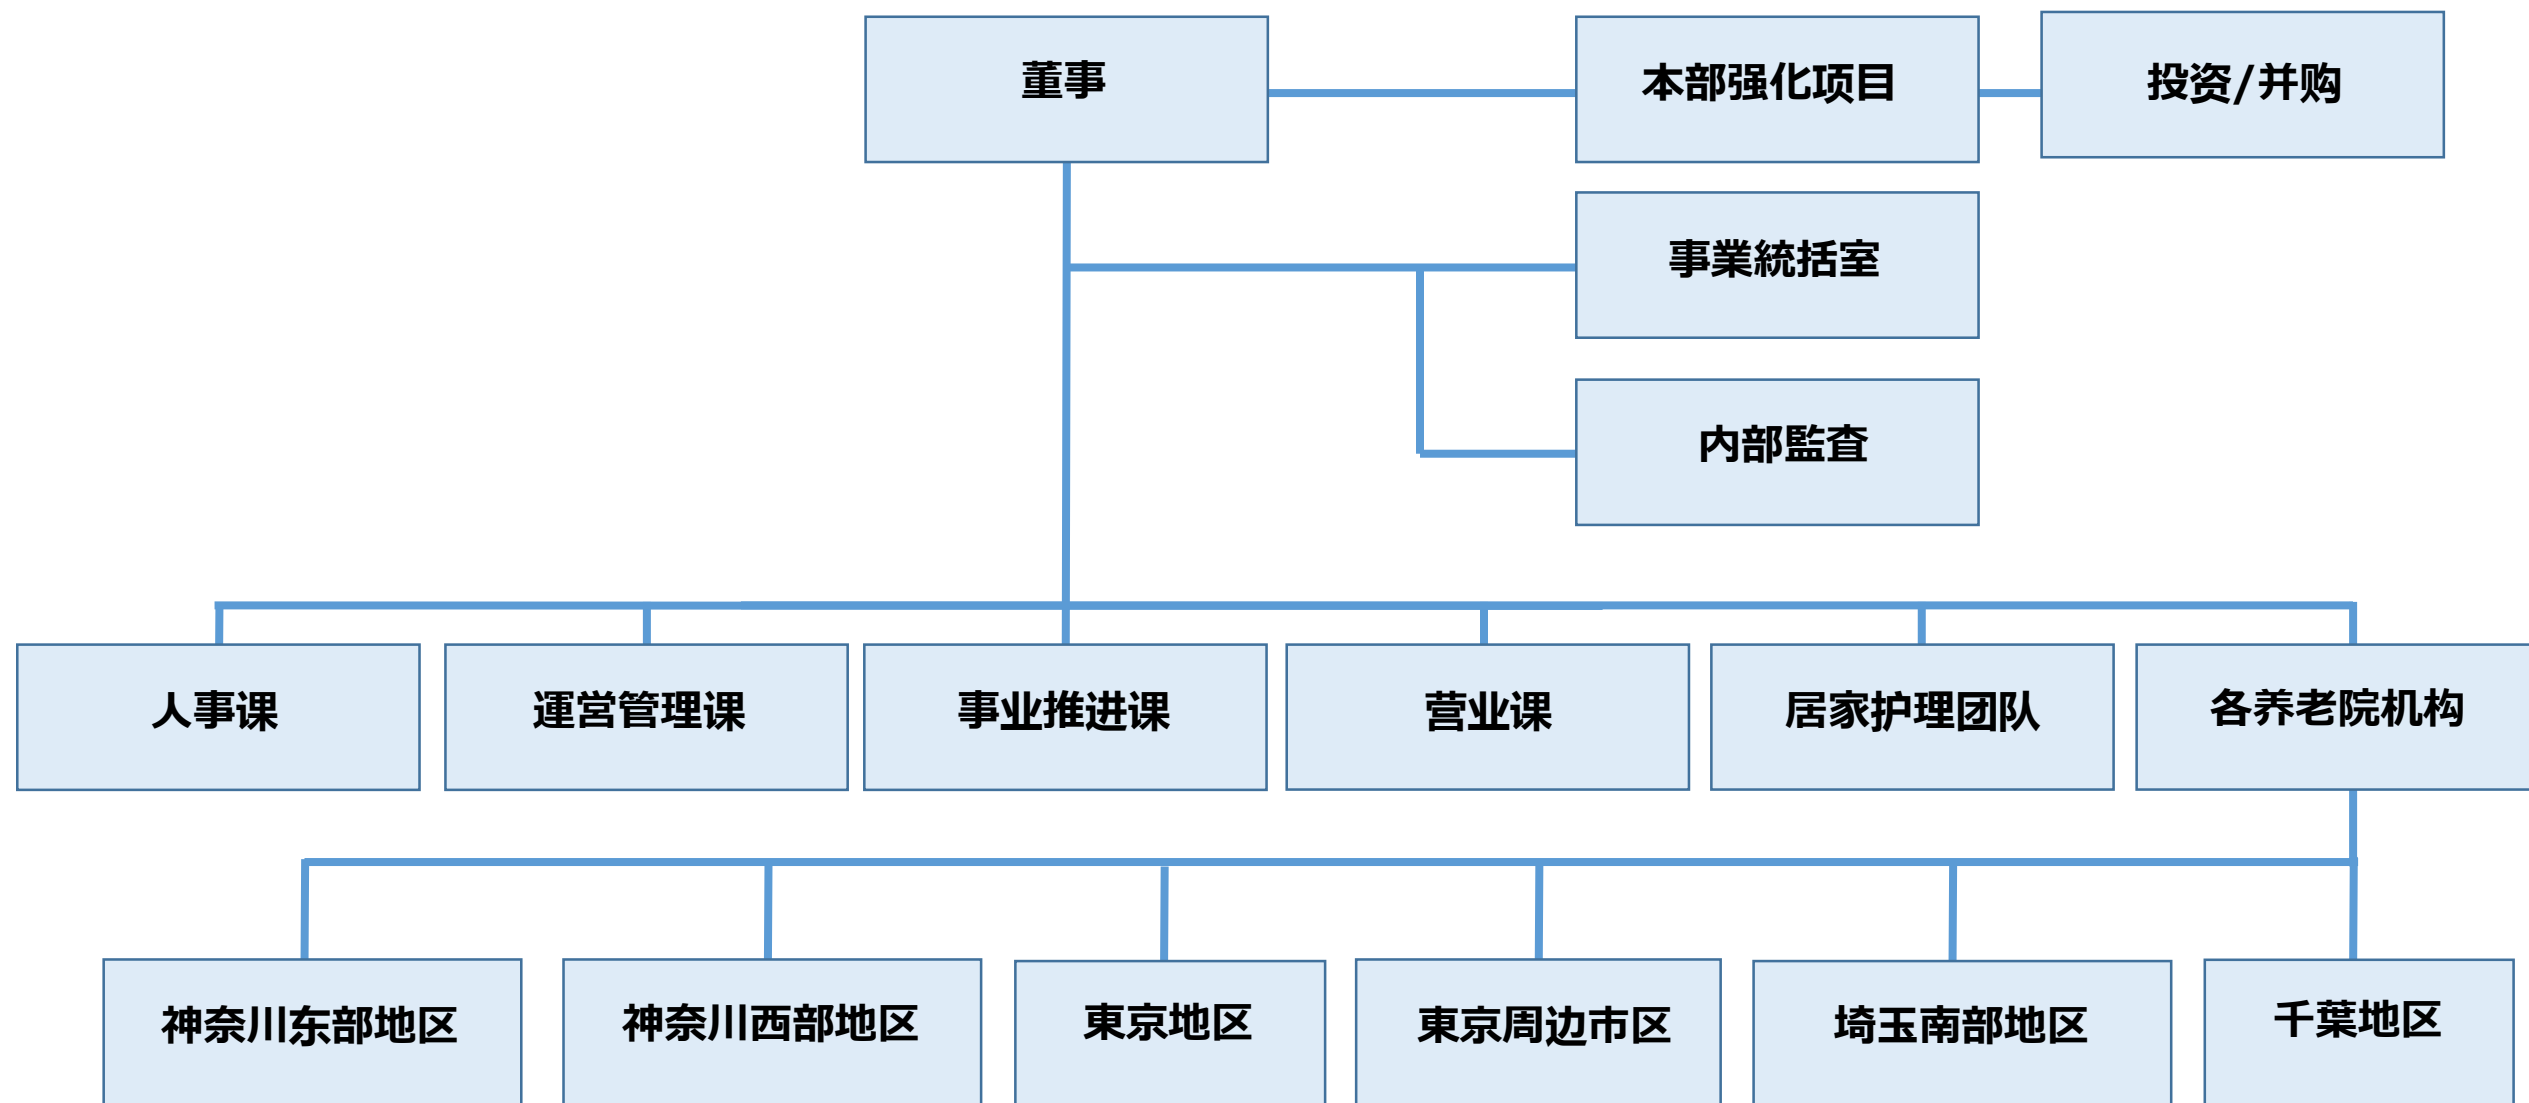 董事
本部强化项目
投资/并购
事業統括室
内部監査
人事课
運営管理课
事业推进课
营业课
居家护理团队
各养老院机构
神奈川东部地区
神奈川西部地区
東京地区
東京周边市区
埼玉南部地区
千葉地区